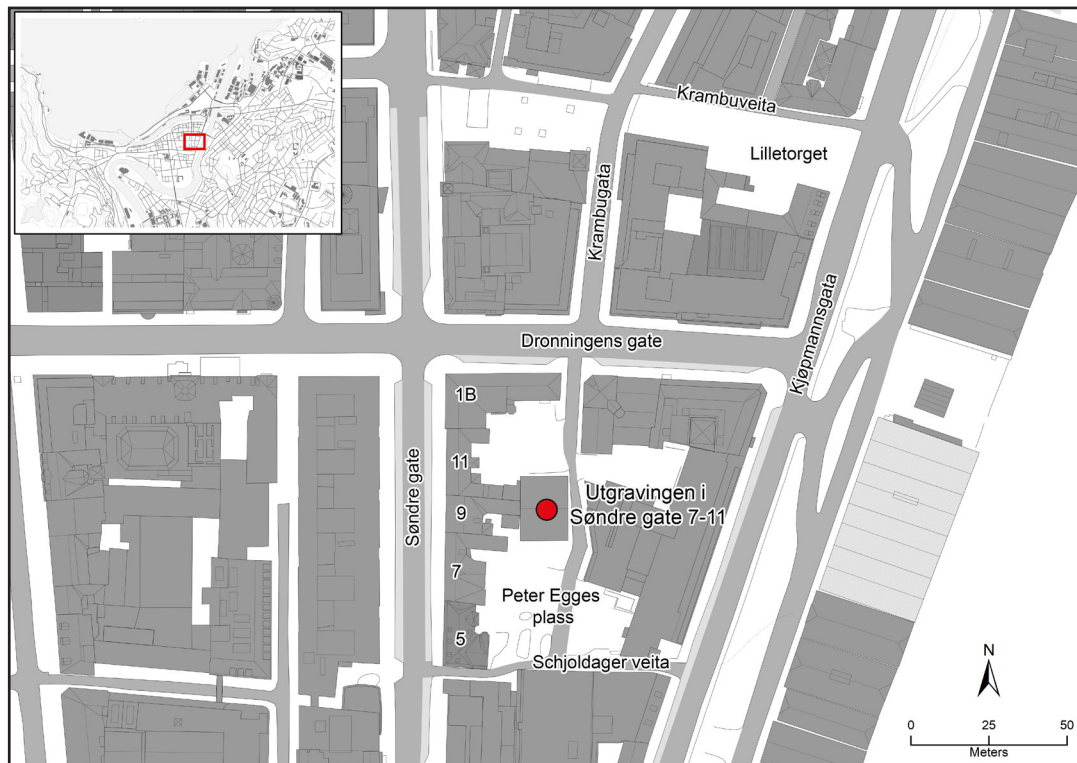 Krambuveita
Lilletorget
Krambugata
Kjøpmannsgata
Dronningens gate
1B
11
Søndre gate
9
Utgravingen i
Søndre gate 7-11
7
Peter Egges
plass
5
Schjoldager veita
N
0 25 50
Meters